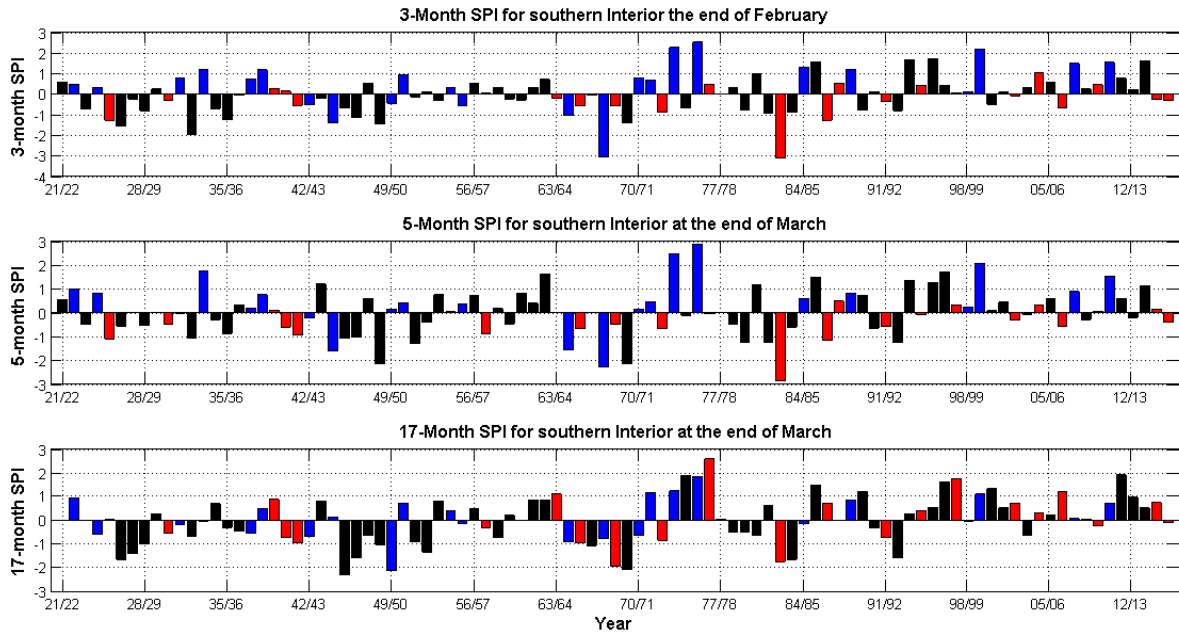 3-Month SPI for southern Interior the end of February
3-month SPI
3
2
1
0
-1
-2
-3
-4
21/22 28/29 35/36 42/43 49/50 56/57 63/64 70/71 77/78 84/85 91/92 98/99 05/06 12/13
5-Month SPI for southern Interior at the end of March
5-month SPI
3
2
1
0
-1
-2
-3
21/22 28/29 35/36 42/43 49/50 56/57 63/64 70/71 77/78 84/85 91/92 98/99 05/06 12/13
17-Month SPI for southern Interior at the end of March
17-month SPI
3
2
1
0
-1
-2
-3
21/22 28/29 35/36 42/43 49/50 56/57 63/64 70/71 77/78 84/85 91/92 98/99 05/06 12/13
Year